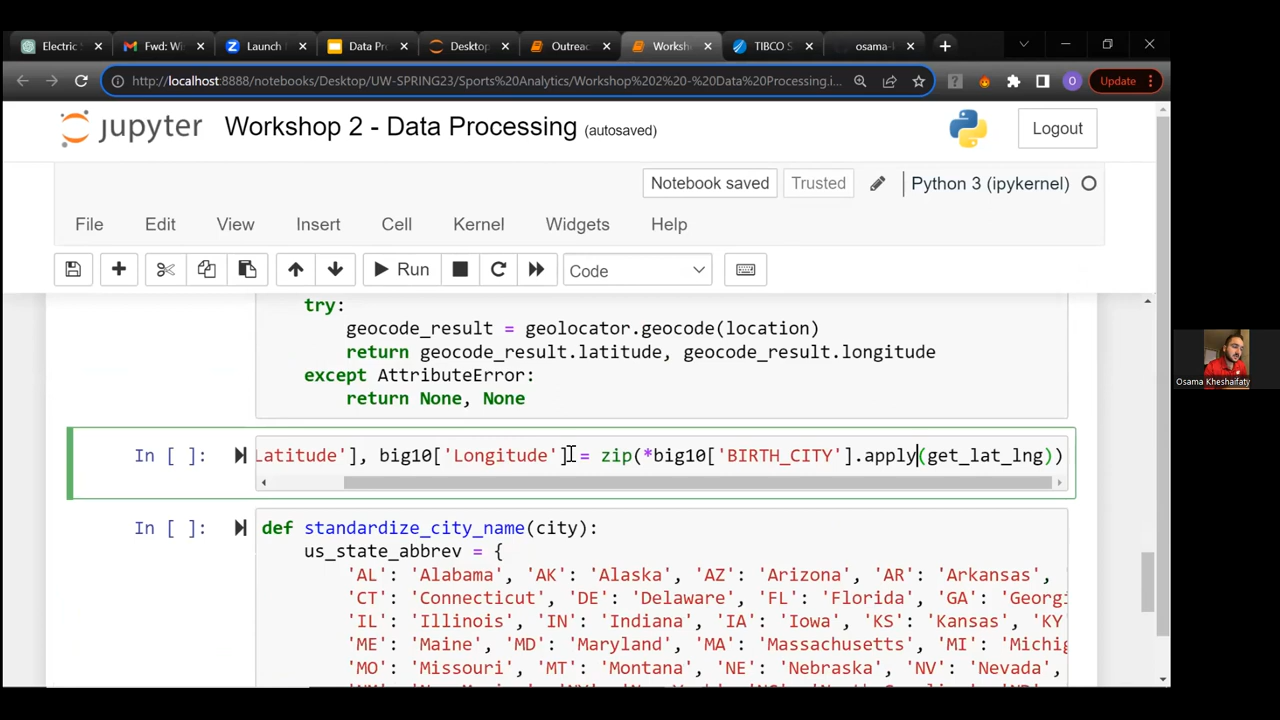 Electric S
Fwd: Wi
Launch M
Data Pro
Desktop
Outreac
Worksho
TIBCO S
osama-k
http://localhost:8888/notebooks/Desktop/UW-SPRING23/Sports%20Analytics/Workshop%202%20-%20Data%20Processing.i...
O
Update
jupyter
Workshop 2 - Data Processing (autosaved)
Logout
Notebook saved
Trusted
Python 3 (ipykernel)
File
Edit
View
Insert
Cell
Kernel
Widgets
Help
Run
Code
try:
geocode_result = geolocator.geocode(location)
return geocode_result.latitude, geocode_result.longitude
except AttributeError:
return None, None
In [ ]:
Latitude'], big10['Longitude'] = zip(*big10['BIRTH_CITY'].apply(get_lat_lng))
In [ ]:
def standardize_city_name(city):
us_state_abbrev = {
'AL': 'Alabama', 'AK': 'Alaska', 'AZ': 'Arizona', 'AR': 'Arkansas',
'CT': 'Connecticut', 'DE': 'Delaware', 'FL': 'Florida', 'GA': 'Georgi
'IL': 'Illinois', 'IN': 'Indiana', 'IA': 'Iowa', 'KS': 'Kansas', 'KY'
'ME': 'Maine', 'MD': 'Maryland', 'MA': 'Massachusetts', 'MI': 'Michig
'MO': 'Missouri', 'MT': 'Montana', 'NE': 'Nebraska', 'NV': 'Nevada',
Osama Kheshaifaty